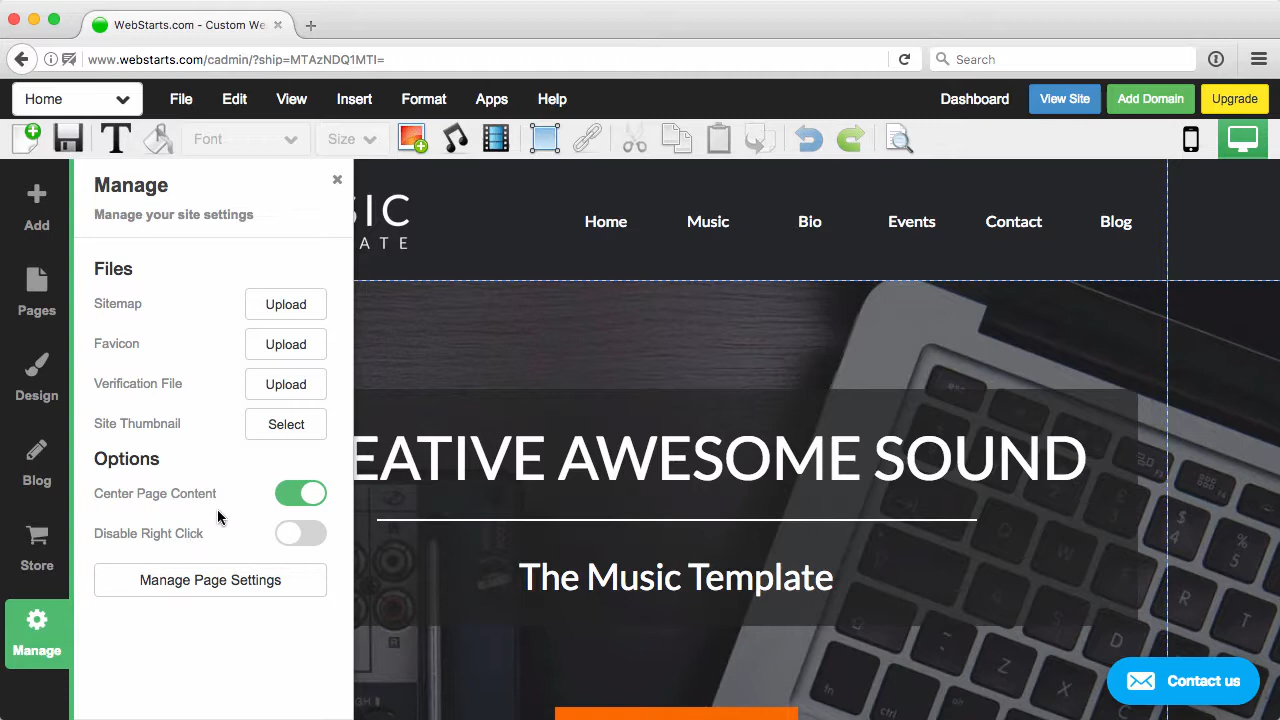 WebStarts.com - Custom We
www.webstarts.com/cadmin/?ship=MTAzNDQ1MTI=
Search
Home
File
Edit
View
Insert
Format
Apps
Help
Dashboard
View Site
Add Domain
Upgrade
T
Font
Size
Add
Pages
Design
Blog
Store
Manage
Manage
Manage your site settings
Files
Sitemap
Upload
Favicon
Upload
Verification File
Upload
Site Thumbnail
Select
Options
Center Page Content
Disable Right Click
Manage Page Settings
SIC
ATE
Home
Music
Bio
Events
Contact
Blog
EATIVE AWESOME SOUND
The Music Template
Contact us